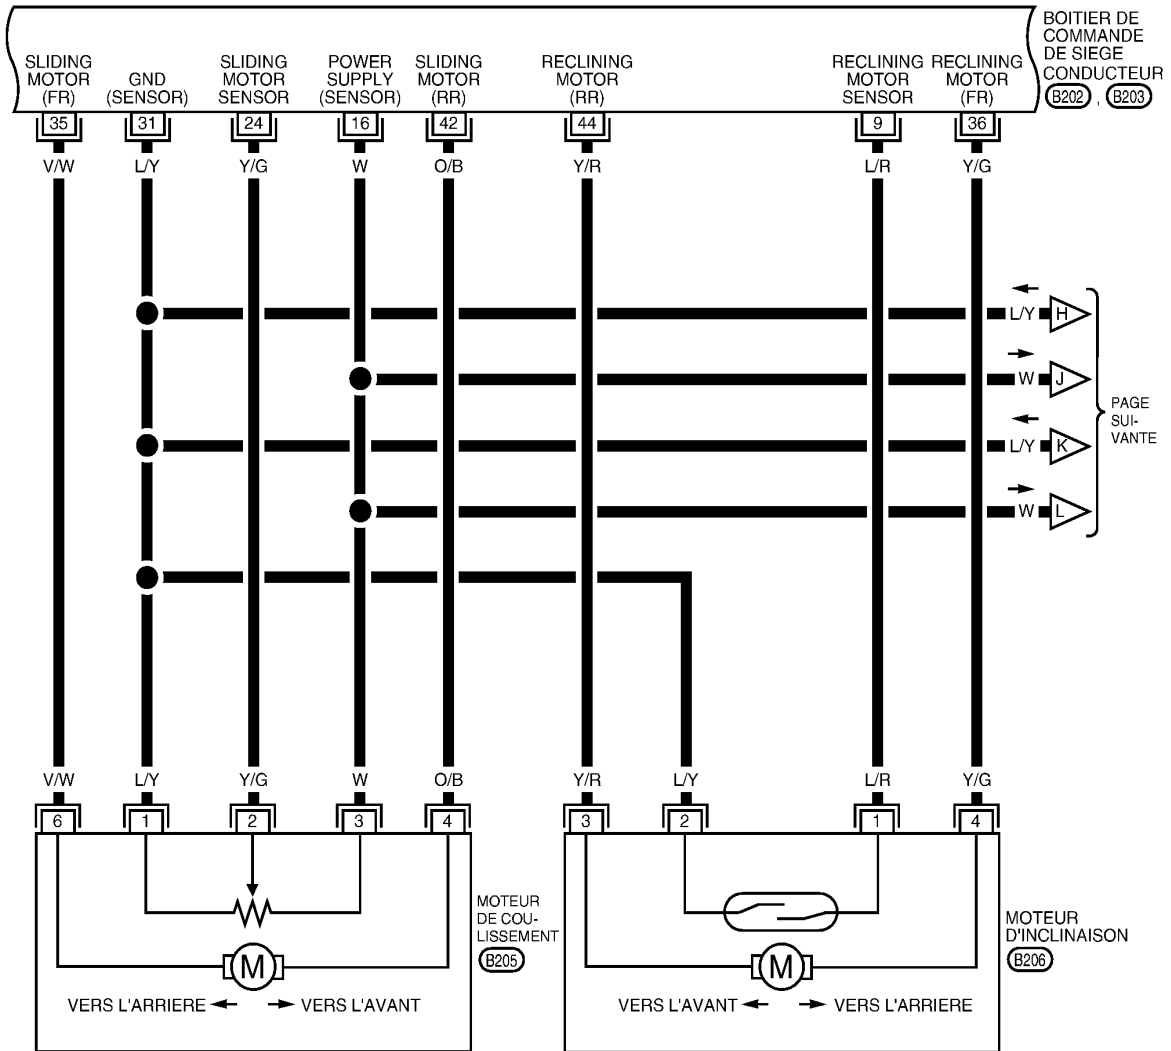 BOITIER DE
COMMANDE
DE SIEGE
CONDUCTEUR
B202 , B203
SLIDING
MOTOR
(FR)
GND
(SENSOR)
SLIDING
MOTOR
SENSOR
POWER
SUPPLY
(SENSOR)
SLIDING
MOTOR
(RR)
RECLINING
MOTOR
(RR)
RECLINING
MOTOR
SENSOR
RECLINING
MOTOR
(FR)
35 31 24 16 42 44 9 36
V/W L/Y Y/G W O/B Y/R L/R Y/G
L/Y H
W J
L/Y K
W L
PAGE
SUI-
VANTE
V/W L/Y Y/G W O/B Y/R L/Y L/R Y/G
6 1 2 3 4 3 2 1 4
MOTEUR
DE COU-
LISSEMENT
B205
M
VERS L'ARRIERE VERS L'AVANT
MOTEUR
D'INCLINAISON
B206
M
VERS L'AVANT VERS L'ARRIERE